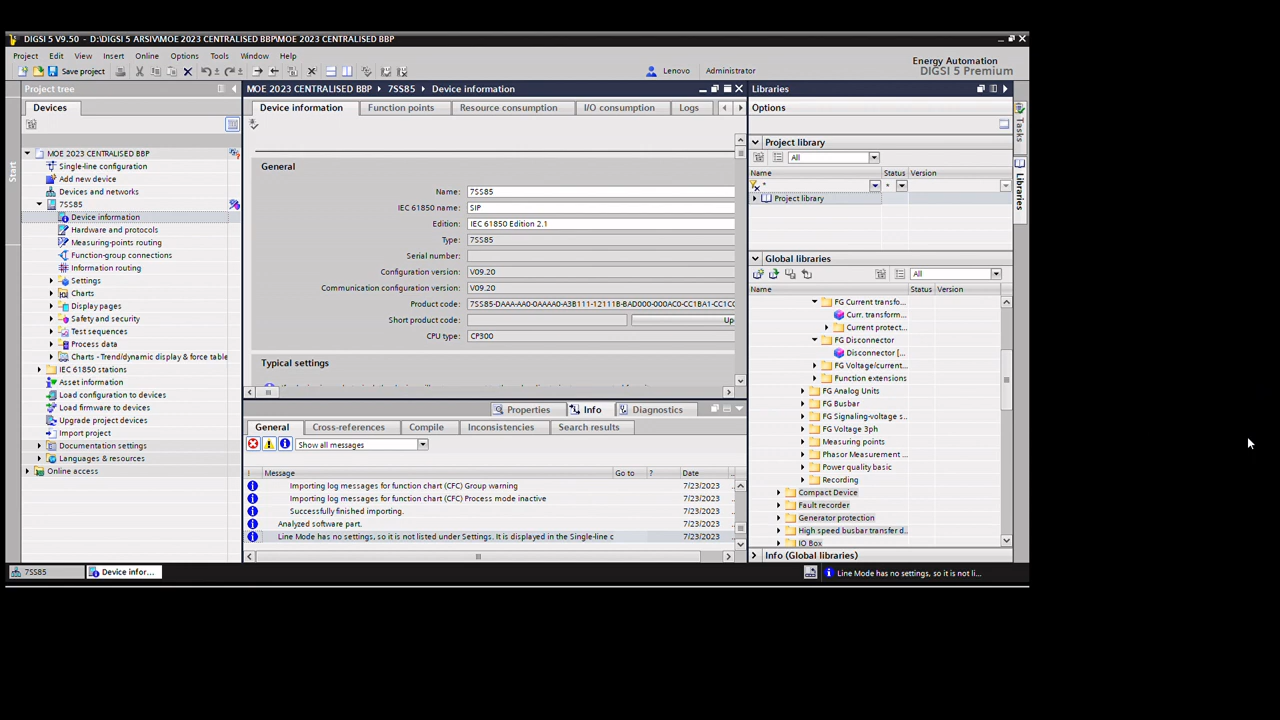 DIGSI 5 V9.50 - D:\DIGSI 5 ARSIV\MOE 2023 CENTRALISED BBP\MOE 2023 CENTRALISED BBP
Project Edit View Insert Online Options Tools Window Help
Save project
Lenovo Administrator
Energy Automation
DIGSI 5 Premium
Project tree
Devices
Start
MOE 2023 CENTRALISED BBP
Single-line configuration
Add new device
Devices and networks
7SS85
Device information
Hardware and protocols
Measuring-points routing
Function-group connections
Information routing
Settings
Charts
Display pages
Safety and security
Test sequences
Process data
Charts - Trend/dynamic display & force table
IEC 61850 stations
Asset information
Load configuration to devices
Load firmware to devices
Upgrade project devices
Import project
Documentation settings
Languages & resources
Online access
MOE 2023 CENTRALISED BBP 7SS85 Device information
Device information Function points Resource consumption I/O consumption Logs
General
Name: 7SS85
IEC 61850 name: SIP
Edition: IEC 61850 Edition 2.1
Type: 7SS85
Serial number:
Configuration version: V09.20
Communication configuration version: V09.20
Product code: 7SS85-DAAA-AA0-0AAAA0-A3B111-12111B-BAD000-000AC0-CC1BA1-CC1C
Short product code: Up
CPU type: CP300
Typical settings
Properties Info Diagnostics
General Cross-references Compile Inconsistencies Search results
Show all messages
! Message Go to ? Date
Importing log messages for function chart (CFC) Group warning 7/23/2023
Importing log messages for function chart (CFC) Process mode inactive 7/23/2023
Successfully finished importing. 7/23/2023
Analyzed software part. 7/23/2023
Line Mode has no settings, so it is not listed under Settings. It is displayed in the Single-line c 7/23/2023
Libraries
Options
Project library
All
Name Status Version
* *
Project library
Global libraries
All
Name Status Version
FG Current transfo...
Curr. transform...
Current protect...
FG Disconnector
Disconnector [...
FG Voltage/current...
Function extensions
FG Analog Units
FG Busbar
FG Signaling-voltage s...
FG Voltage 3ph
Measuring points
Phasor Measurement ...
Power quality basic
Recording
Compact Device
Fault recorder
Generator protection
High speed busbar transfer d...
IO Box
Info (Global libraries)
Tasks
Libraries
7SS85 Device infor... Line Mode has no settings, so it is not li...